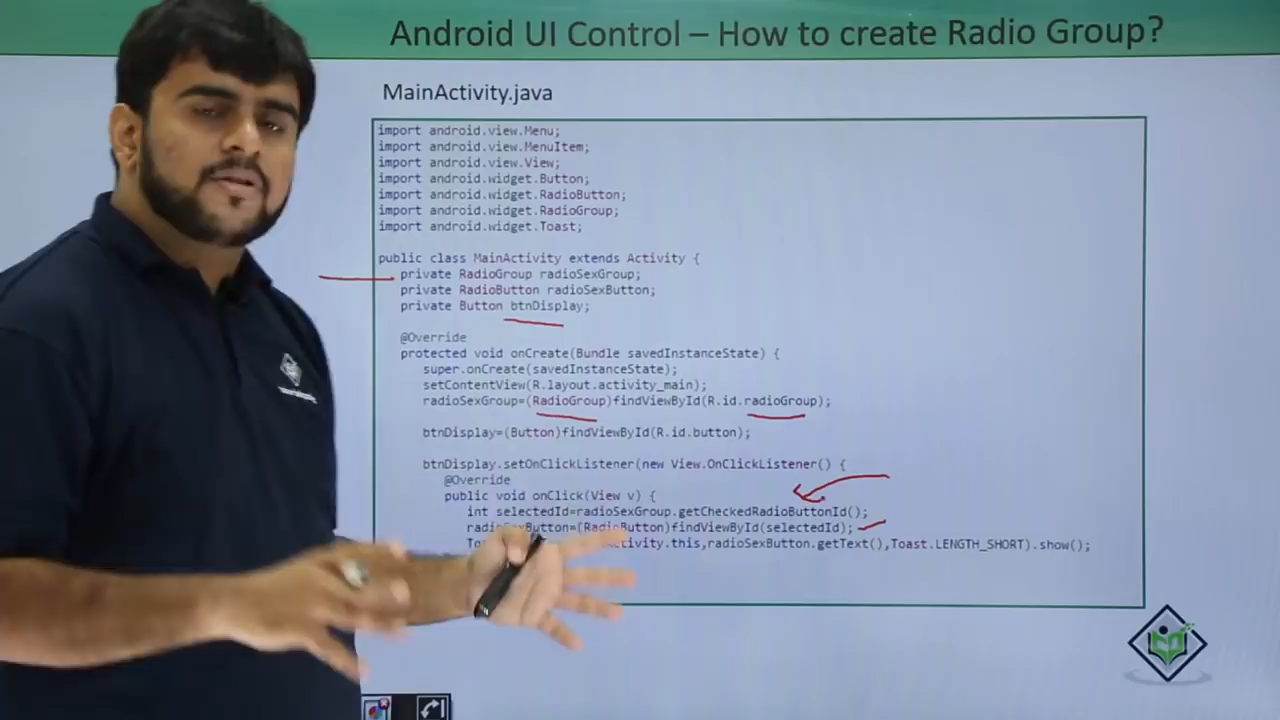 Android UI Control – How to create Radio Group?
MainActivity.java
import android.view.Menu;
import android.view.MenuItem;
import android.view.View;
import android.widget.Button;
import android.widget.RadioButton;
import android.widget.RadioGroup;
import android.widget.Toast;
public class MainActivity extends Activity {
private RadioGroup radioSexGroup;
private RadioButton radioSexButton;
private Button btnDisplay;
@Override
protected void onCreate(Bundle savedInstanceState) {
super.onCreate(savedInstanceState);
setContentView(R.layout.activity_main);
radioSexGroup=(RadioGroup)findViewById(R.id.radioGroup);
btnDisplay=(Button)findViewById(R.id.button);
btnDisplay.setOnClickListener(new View.OnClickListener() {
@Override
public void onClick(View v) {
int selectedId=radioSexGroup.getCheckedRadioButtonId();
radioSexButton=(RadioButton)findViewById(selectedId);
ctivity.this,radioSexButton.getText(),Toast.LENGTH_SHORT).show();